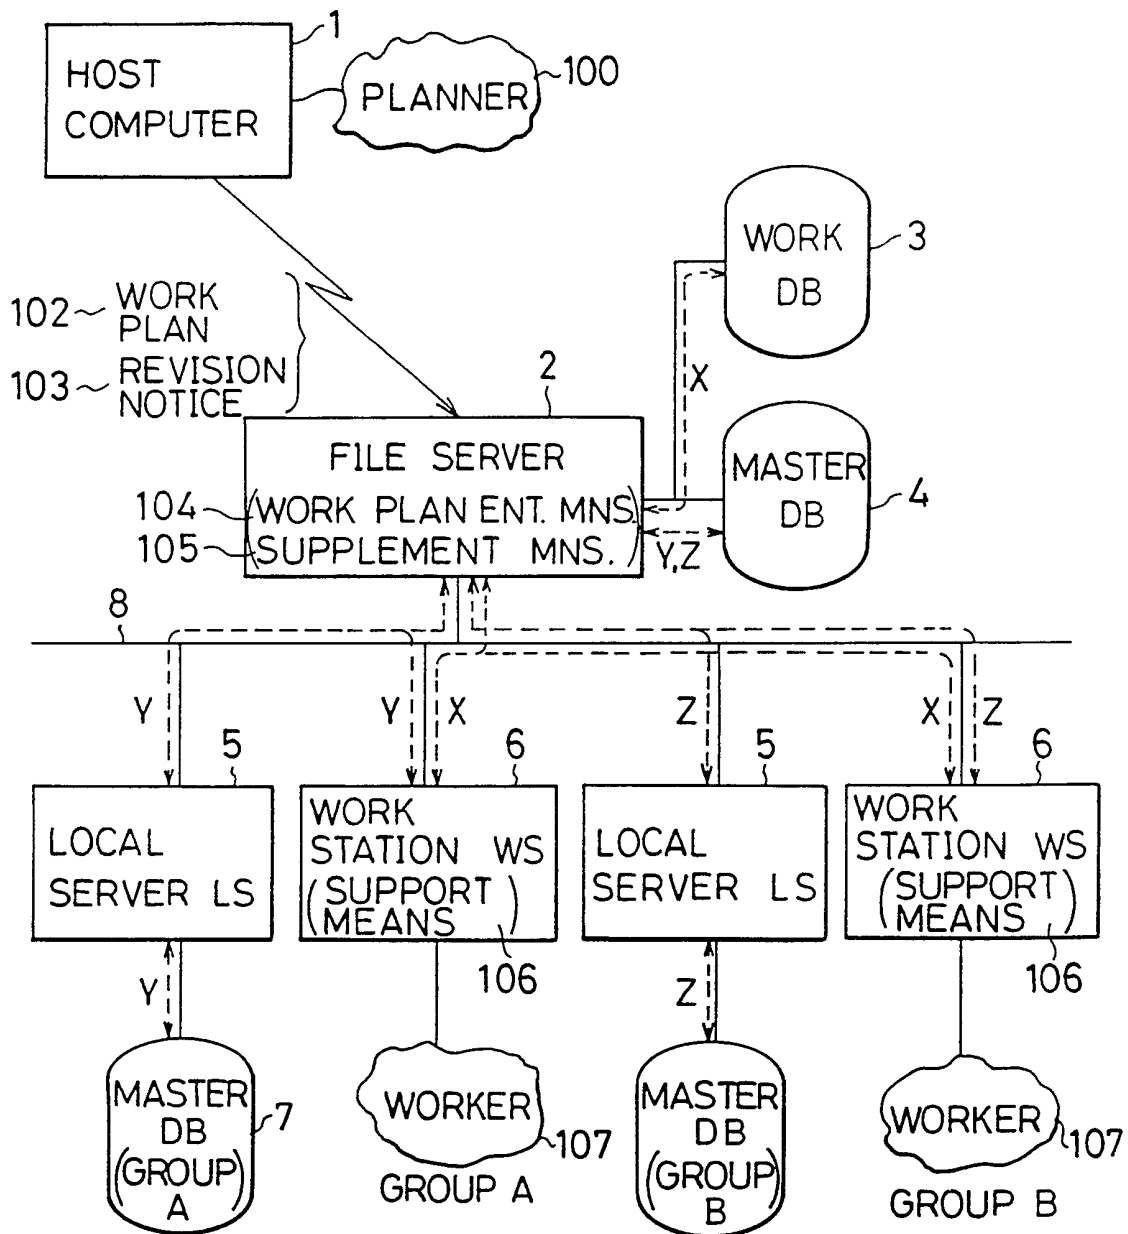 1
HOST
COMPUTER
PLANNER
100
WORK
DB
3
102
WORK
PLAN
103
REVISION
NOTICE
X
2
FILE SERVER
104
(WORK PLAN ENT. MNS.
105
SUPPLEMENT MNS.)
Y,Z
MASTER
DB
4
8
Y
Y
X
Z
X
Z
5
6
5
6
LOCAL
SERVER LS
WORK
STATION WS
(SUPPORT
MEANS)
106
LOCAL
SERVER LS
WORK
STATION WS
(SUPPORT
MEANS)
106
Y
Z
MASTER
DB
(GROUP
A)
7
WORKER
107
GROUP A
MASTER
DB
(GROUP
B)
WORKER
107
GROUP B